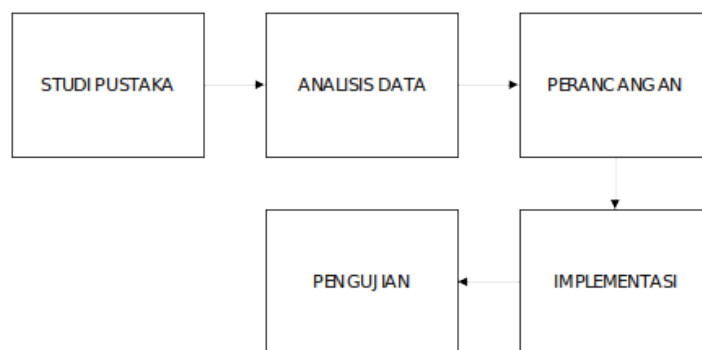 STUDI PUSTAKA
ANALISIS DATA
PERANCANGAN
IMPLEMENTASI
PENGUJIAN